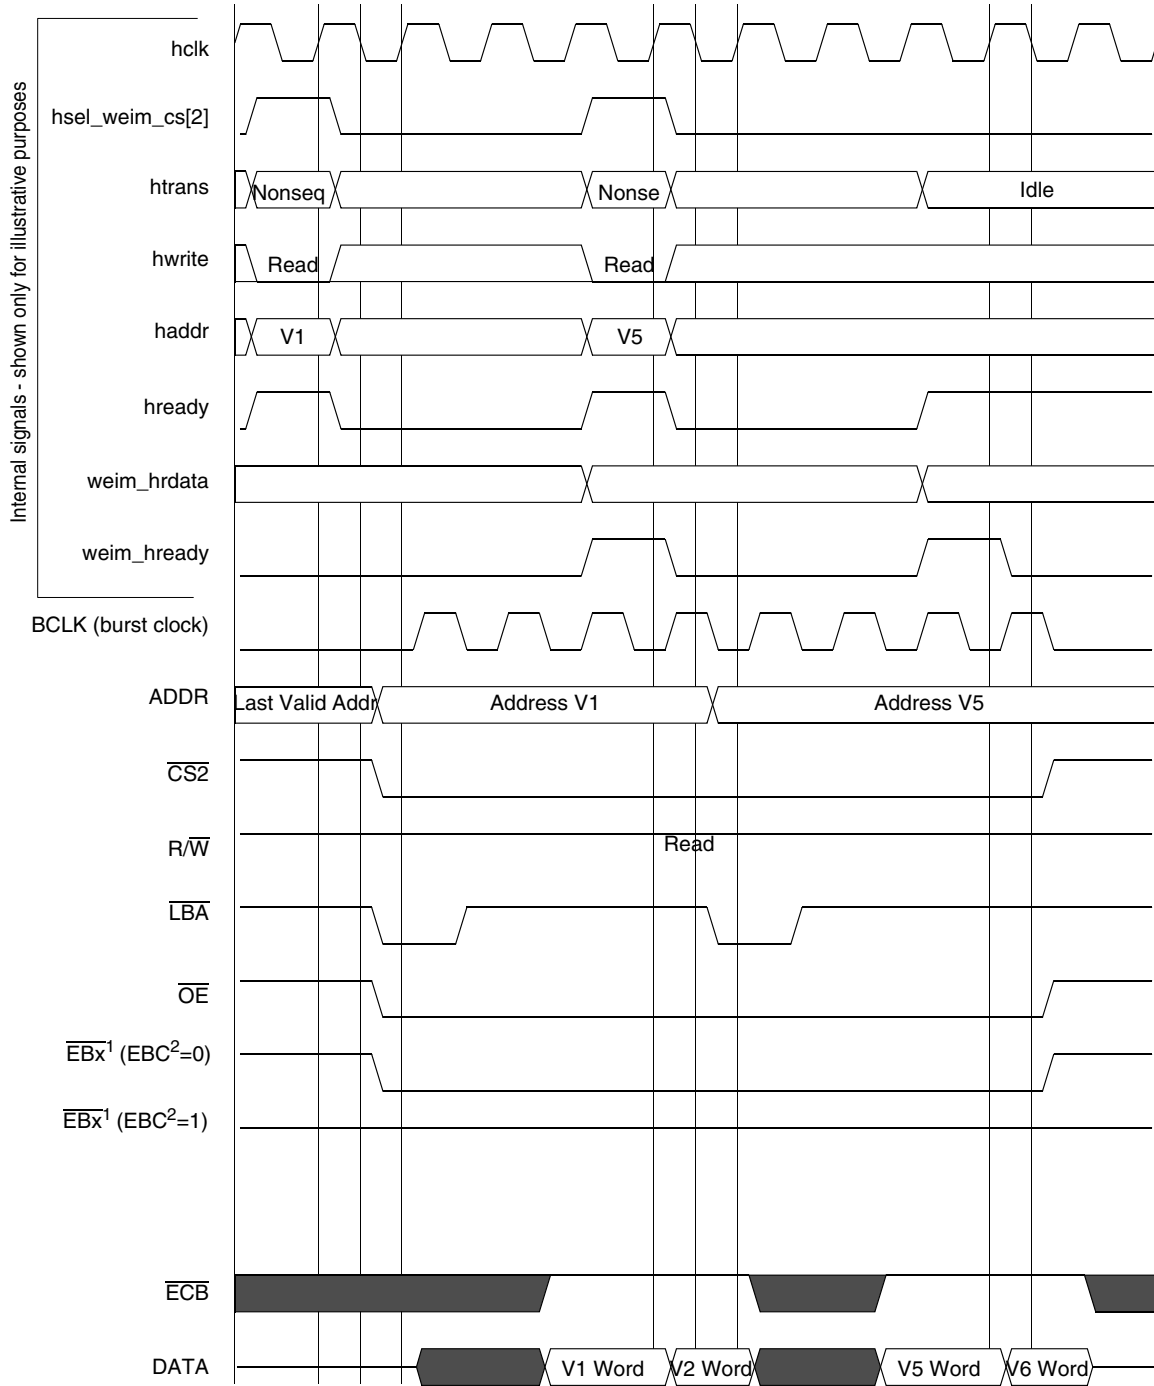 Internal signals - shown only for illustrative purposes
hclk
hsel_weim_cs[2]
htrans Nonseq Nonse Idle
hwrite Read Read
haddr V1 V5
hready
weim_hrdata
weim_hready
BCLK (burst clock)
ADDR Last Valid Addr Address V1 Address V5
CS2
R/W Read
LBA
OE
EBx1 (EBC2=0)
EBx1 (EBC2=1)
ECB
DATA V1 Word V2 Word V5 Word V6 Word